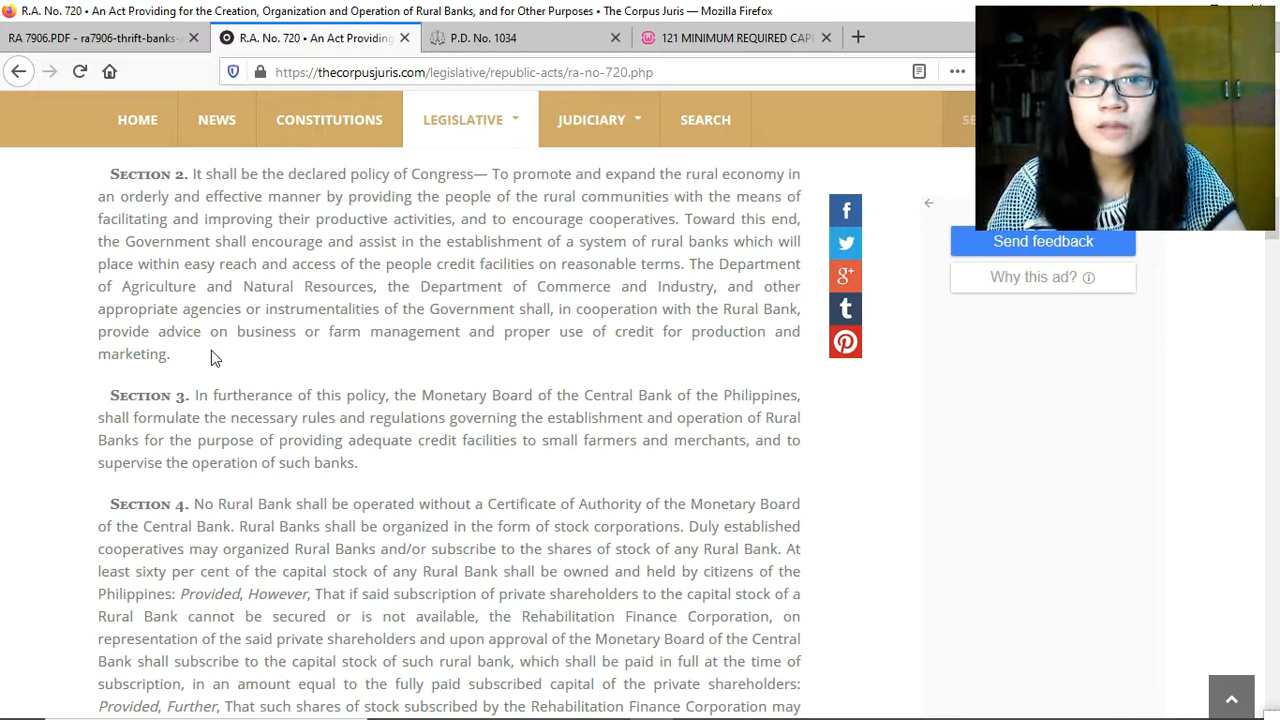 R.A. No. 720 • An Act Providing for the Creation, Organization and Operation of Rural Banks, and for Other Purposes • The Corpus Juris - Mozilla Firefox
RA 7906.PDF - ra7906-thrift-banks-
R.A. No. 720 • An Act Providing
P.D. No. 1034
121 MINIMUM REQUIRED CAP
https://thecorpusjuris.com/legislative/republic-acts/ra-no-720.php
HOME
NEWS
CONSTITUTIONS
LEGISLATIVE
JUDICIARY
SEARCH
SECTION 2. It shall be the declared policy of Congress— To promote and expand the rural economy in
an orderly and effective manner by providing the people of the rural communities with the means of
facilitating and improving their productive activities, and to encourage cooperatives. Toward this end,
the Government shall encourage and assist in the establishment of a system of rural banks which will
place within easy reach and access of the people credit facilities on reasonable terms. The Department
of Agriculture and Natural Resources, the Department of Commerce and Industry, and other
appropriate agencies or instrumentalities of the Government shall, in cooperation with the Rural Bank,
provide advice on business or farm management and proper use of credit for production and
marketing.
SECTION 3. In furtherance of this policy, the Monetary Board of the Central Bank of the Philippines,
shall formulate the necessary rules and regulations governing the establishment and operation of Rural
Banks for the purpose of providing adequate credit facilities to small farmers and merchants, and to
supervise the operation of such banks.
SECTION 4. No Rural Bank shall be operated without a Certificate of Authority of the Monetary Board
of the Central Bank. Rural Banks shall be organized in the form of stock corporations. Duly established
cooperatives may organized Rural Banks and/or subscribe to the shares of stock of any Rural Bank. At
least sixty per cent of the capital stock of any Rural Bank shall be owned and held by citizens of the
Philippines: Provided, However, That if said subscription of private shareholders to the capital stock of a
Rural Bank cannot be secured or is not available, the Rehabilitation Finance Corporation, on
representation of the said private shareholders and upon approval of the Monetary Board of the Central
Bank shall subscribe to the capital stock of such rural bank, which shall be paid in full at the time of
subscription, in an amount equal to the fully paid subscribed capital of the private shareholders:
Provided, Further, That such shares of stock subscribed by the Rehabilitation Finance Corporation may
Send feedback
Why this ad?